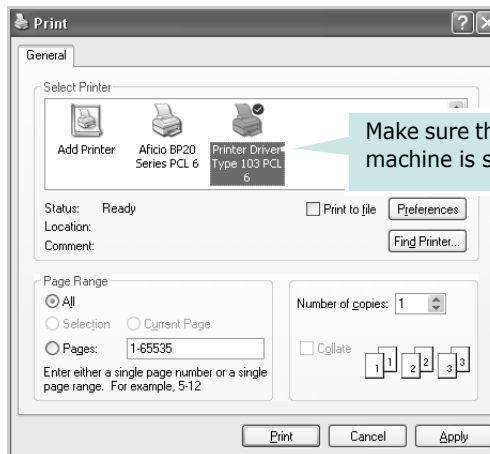 Print
General
Select Printer
Add Printer
Aficio BP20
Series PCL 6
Printer Driver
Type 103 PCL
6
Make sure
machine is
Status: Ready
Location:
Comment:
Print to file
Preferences
Find Printer...
Page Range
All
Selection
Current Page
Pages: 1-65535
Enter either a single page number or a single
page range. For example, 5-12
Number of copies: 1
Collate
1 1 2 2 3 3
Print
Cancel
Apply